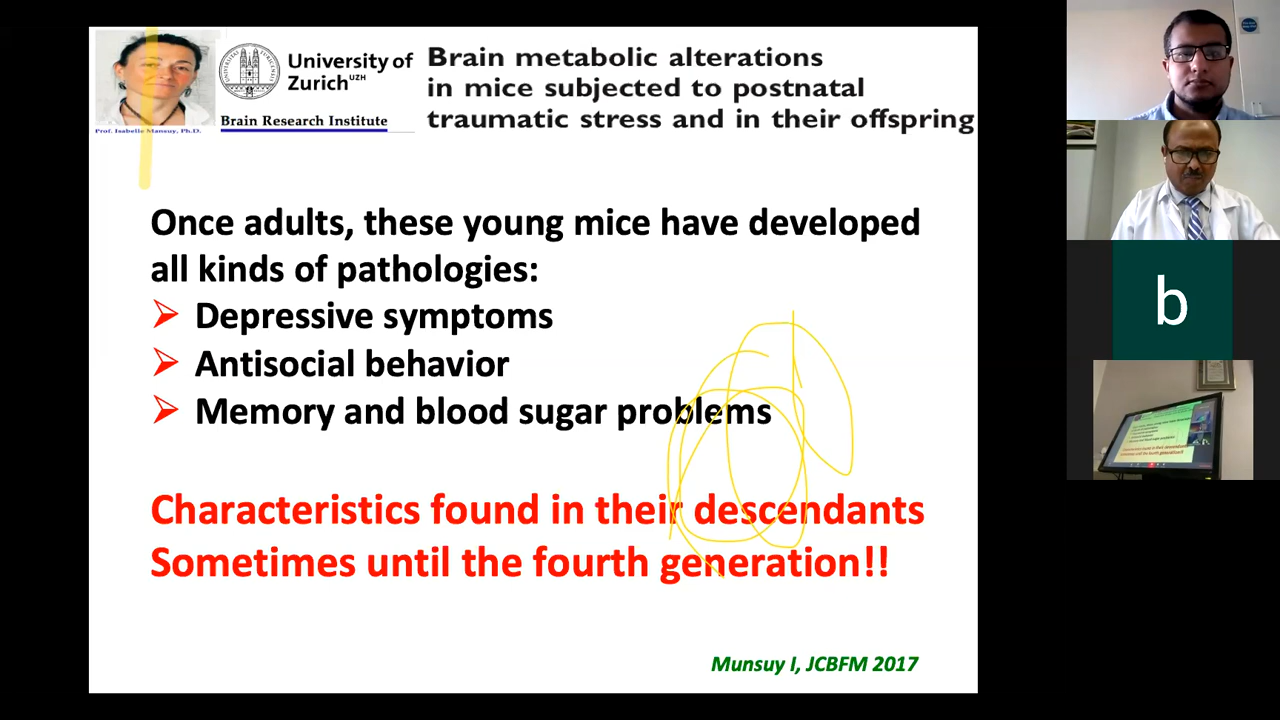 Brain metabolic alterations
in mice subjected to postnatal
traumatic stress and in their offspring
University of
Zurich UZH
Brain Research Institute
Prof. Isabelle Mansuy, Ph.D.
Once adults, these young mice have developed
all kinds of pathologies:
Depressive symptoms
Antisocial behavior
Memory and blood sugar problems
Characteristics found in their descendants
Sometimes until the fourth generation!!
Munsuy I, JCBFM 2017
b